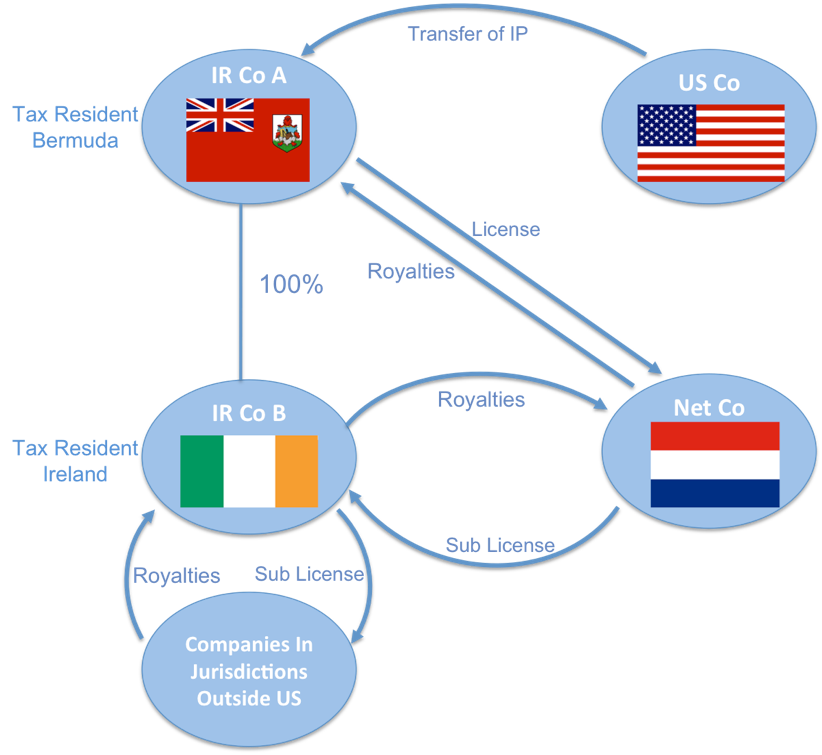 Transfer of IP
IR Co A
US Co
Tax Resident
Bermuda
License
Royalties
100%
Royalties
IR Co B
Net Co
Tax Resident
Ireland
Sub License
Royalties
Sub License
Companies In
Jurisdictions
Outside US